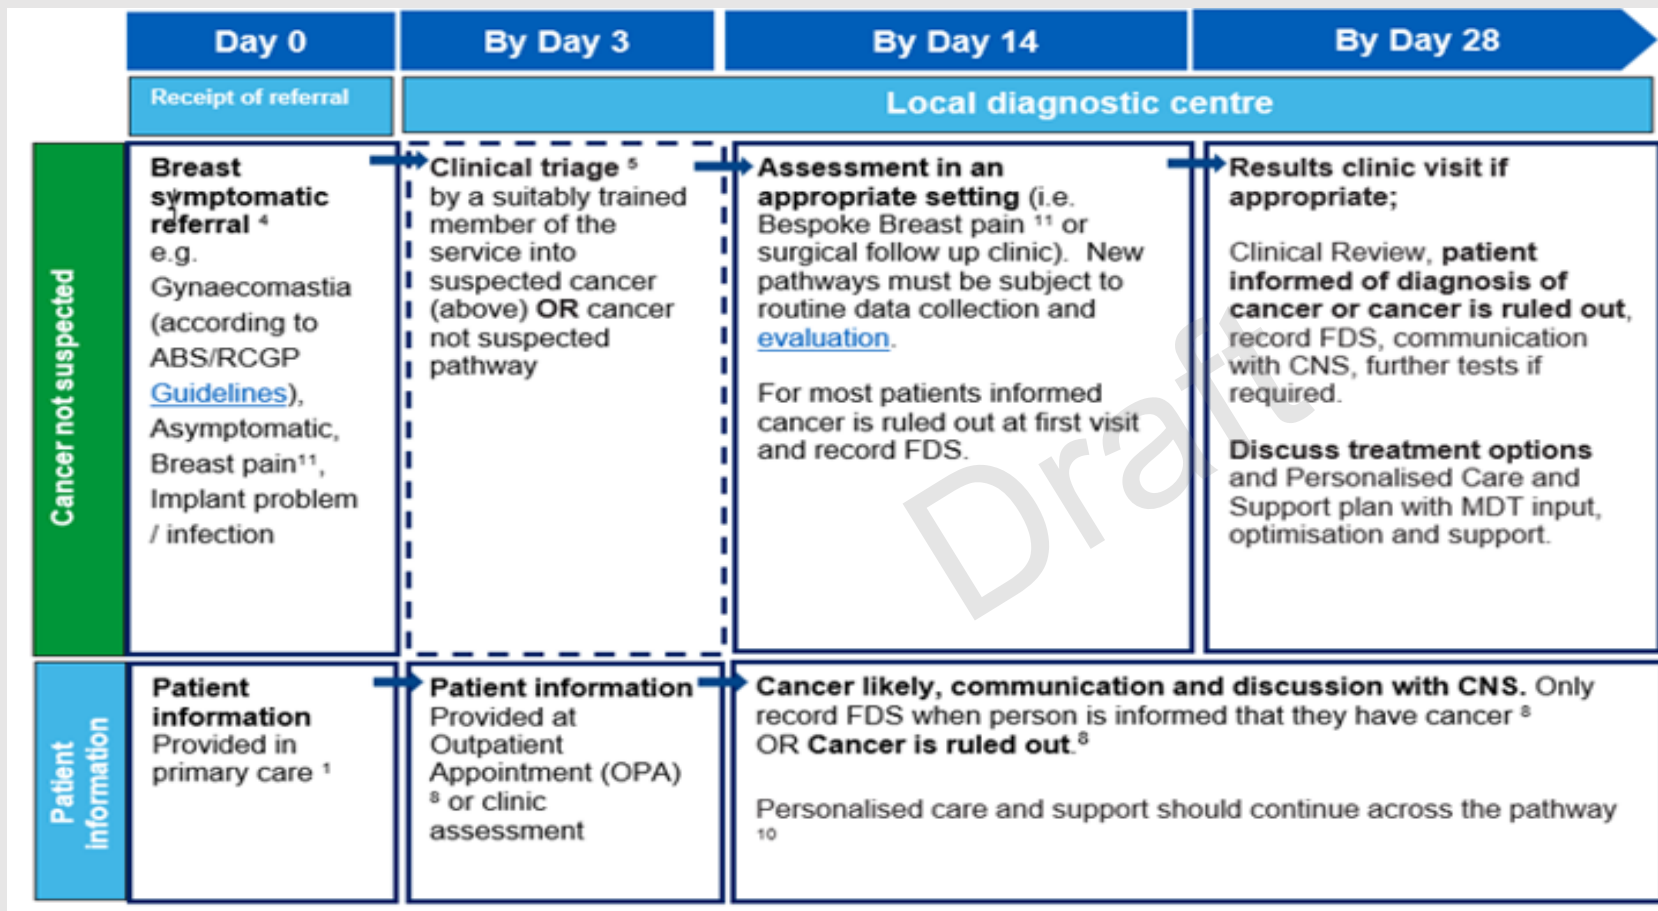 Day 0
By Day 3
By Day 14
By Day 28
Receipt of referral
Local diagnostic centre
Cancer not suspected
Breast
symptomatic
referral ⁴
e.g.
Gynaecomastia
(according to
ABS/RCGP
Guidelines),
Asymptomatic,
Breast pain¹¹,
Implant problem
/ infection
Clinical triage ⁵
by a suitably trained
member of the
service into
suspected cancer
(above) OR cancer
not suspected
pathway
Assessment in an
appropriate setting (i.e.
Bespoke Breast pain ¹¹ or
surgical follow up clinic). New
pathways must be subject to
routine data collection and
evaluation.
For most patients informed
cancer is ruled out at first visit
and record FDS.
Results clinic visit if
appropriate;
Clinical Review, patient
informed of diagnosis of
cancer or cancer is ruled out,
record FDS, communication
with CNS, further tests if
required.
Discuss treatment options
and Personalised Care and
Support plan with MDT input,
optimisation and support.
Draft
Patient
information
Patient
information
Provided in
primary care ¹
Patient information
Provided at
Outpatient
Appointment (OPA)
⁸ or clinic
assessment
Cancer likely, communication and discussion with CNS. Only
record FDS when person is informed that they have cancer ⁸
OR Cancer is ruled out.⁸
Personalised care and support should continue across the pathway
¹⁰